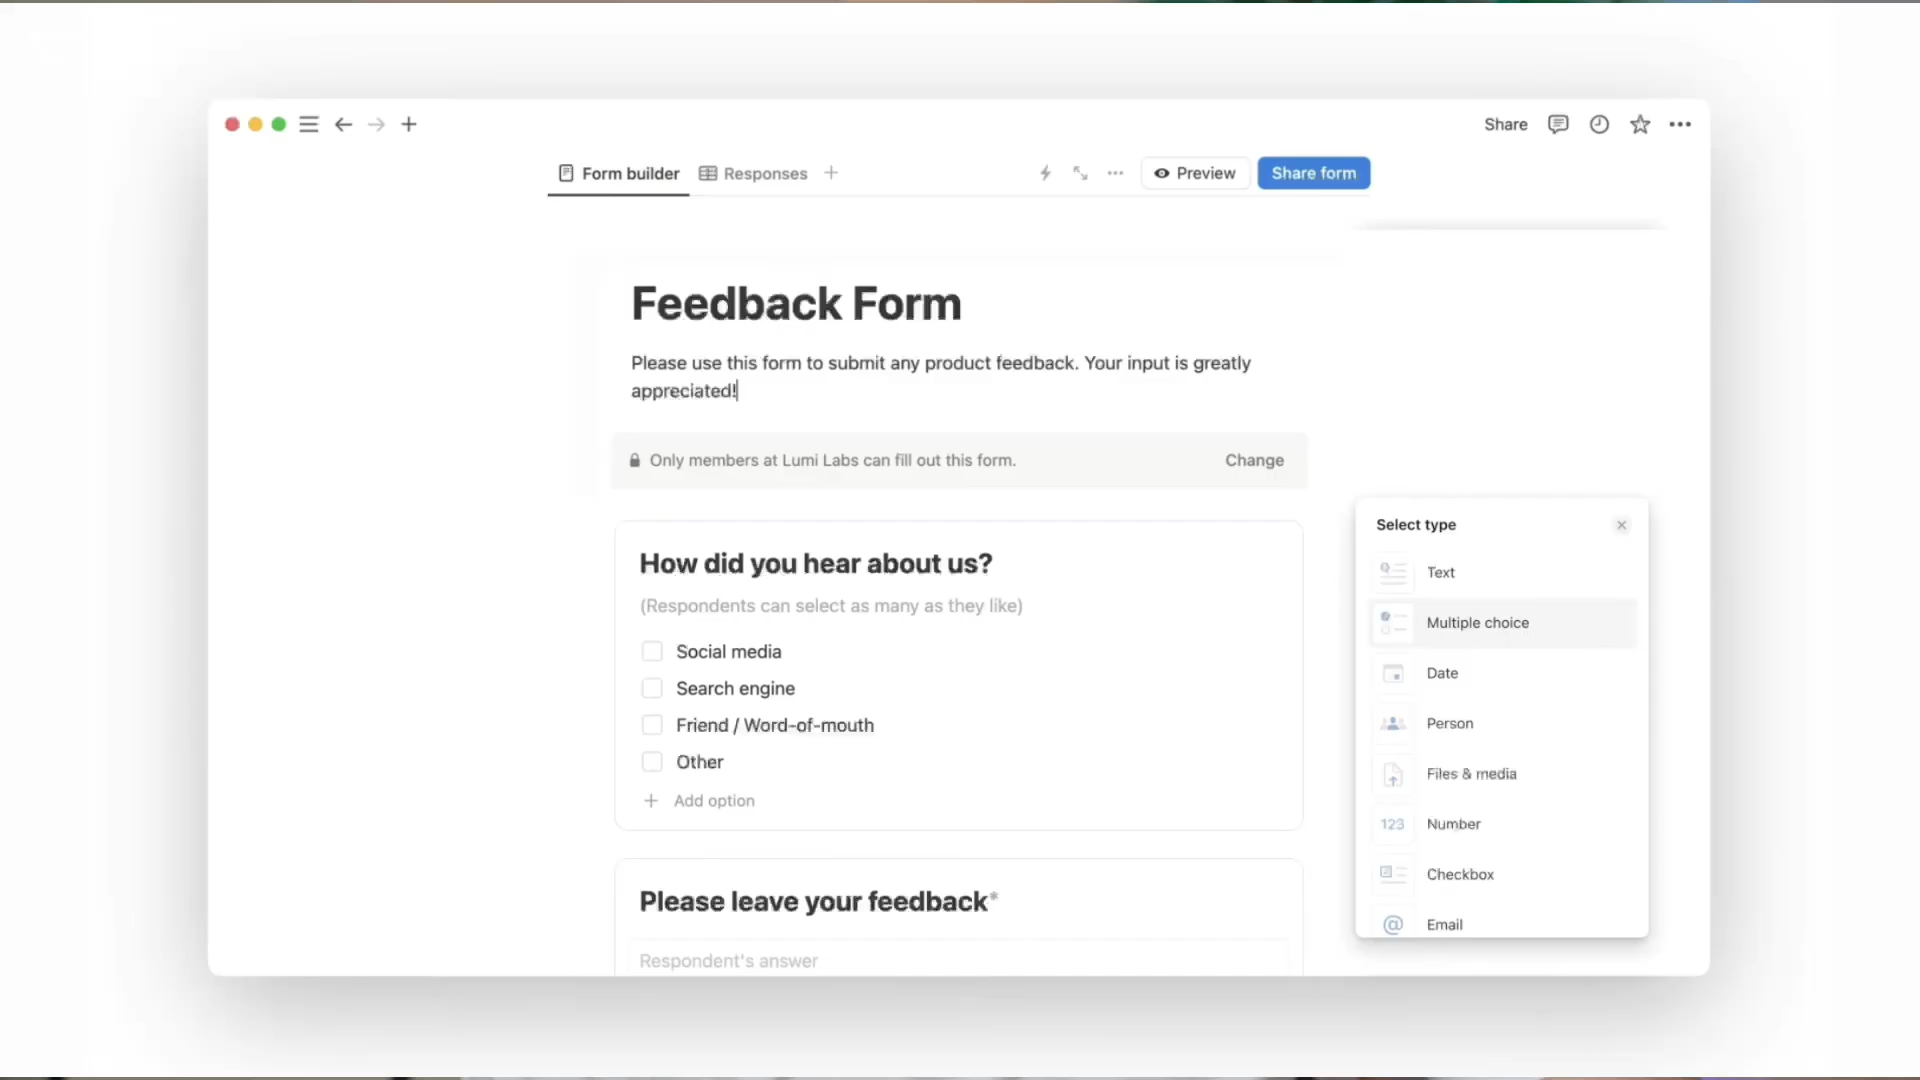 Share
Form builder
Responses
Preview
Share form
Feedback Form
Please use this form to submit any product feedback. Your input is greatly
appreciated!
Only members at Lumi Labs can fill out this form.
Change
How did you hear about us?
(Respondents can select as many as they like)
Social media
Search engine
Friend / Word-of-mouth
Other
Add option
Please leave your feedback*
Respondent's answer
Select type
Text
Multiple choice
Date
Person
Files & media
123 Number
Checkbox
@ Email